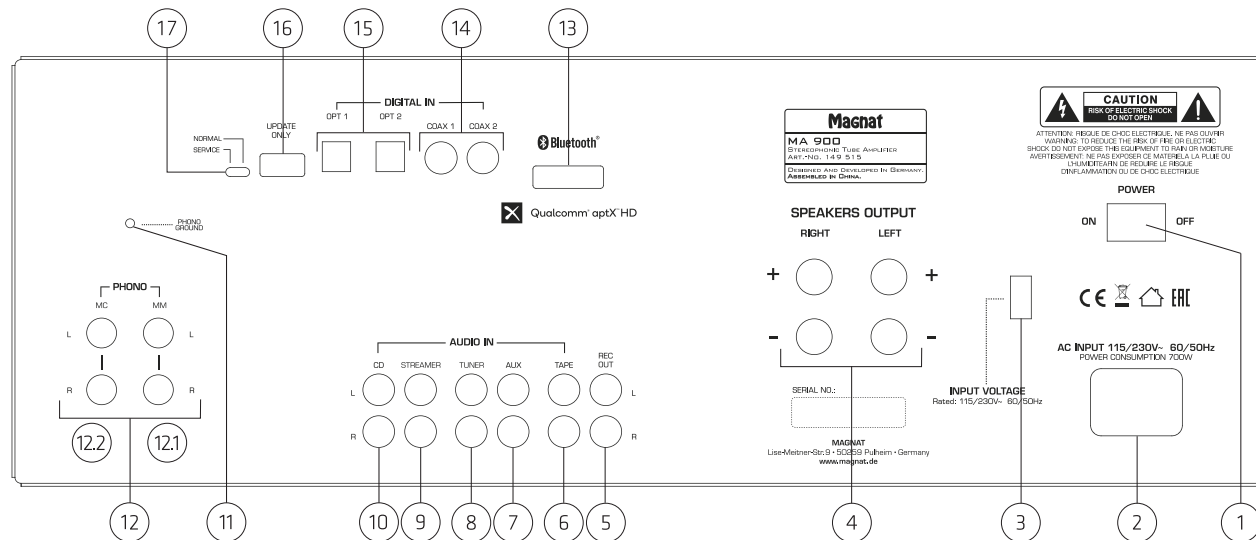 17
16
15
14
13
DIGITAL IN
OPT 1
OPT 2
COAX 1
COAX 2
UPDATE
ONLY
NORMAL
SERVICE
Bluetooth®
Qualcomm® aptX™ HD
PHONO
GROUND
PHONO
MC
MM
L
L
R
R
12.2
12.1
AUDIO IN
CD
STREAMER
TUNER
AUX
TAPE
REC
OUT
L
L
R
R
Magnat
MA 900
STEREOPHONIC TUBE AMPLIFIER
ART.-NO. 149 515
DESIGNED AND DEVELOPED IN GERMANY.
ASSEMBLED IN CHINA.
SPEAKERS OUTPUT
RIGHT
LEFT
+
+
-
-
SERIAL NO.:
MAGNAT
Lise-Meitner-Str. 9 • 50259 Pulheim • Germany
www.magnat.de
CAUTION
RISK OF ELECTRIC SHOCK
DO NOT OPEN
ATTENTION: RISQUE DE CHOC ELECTRIQUE. NE PAS OUVRIR
WARNING: TO REDUCE THE RISK OF FIRE OR ELECTRIC
SHOCK DO NOT EXPOSE THIS EQUIPMENT TO RAIN OR MOISTURE
AVERTISSEMENT: NE PAS EXPOSER CE MATERIELA LA PLUIE OU
L'HUMIDITEAFIN DE REDUIRE LE RISQUE
D'INFLAMMATION OU DE CHOC ELECTRIQUE
POWER
ON
OFF
CE
EAC
INPUT VOLTAGE
Rated: 115/230V~ 60/50Hz
AC INPUT 115/230V~ 60/50Hz
POWER CONSUMPTION 700W
12
11
10
9
8
7
6
5
4
3
2
1